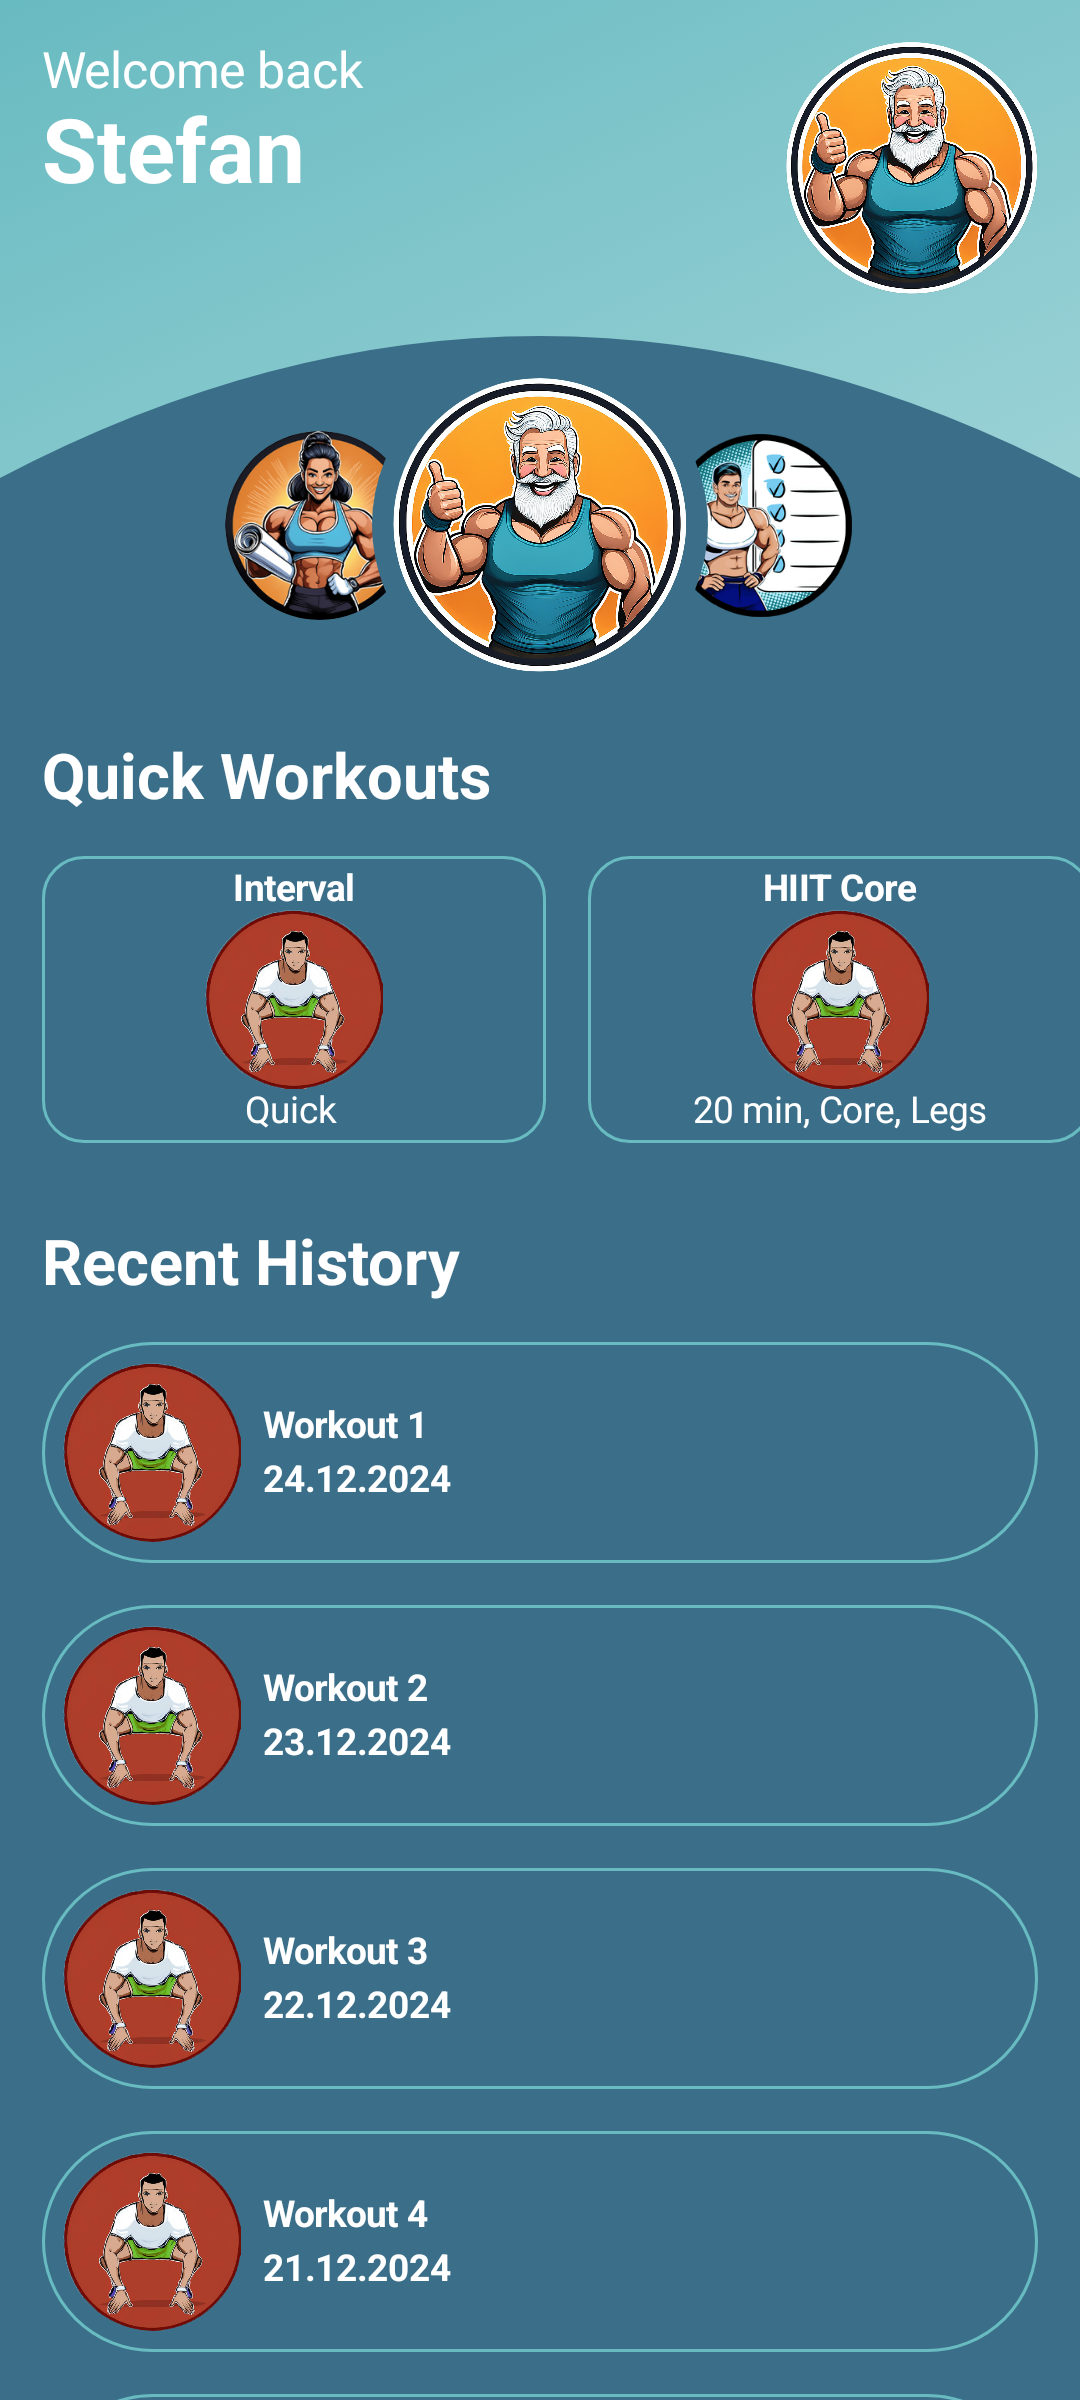 Welcome back
Stefan
Quick Workouts
Interval
Quick
HIIT Core
20 min, Core, Legs
Recent History
Workout 1
24.12.2024
Workout 2
23.12.2024
Workout 3
22.12.2024
Workout 4
21.12.2024